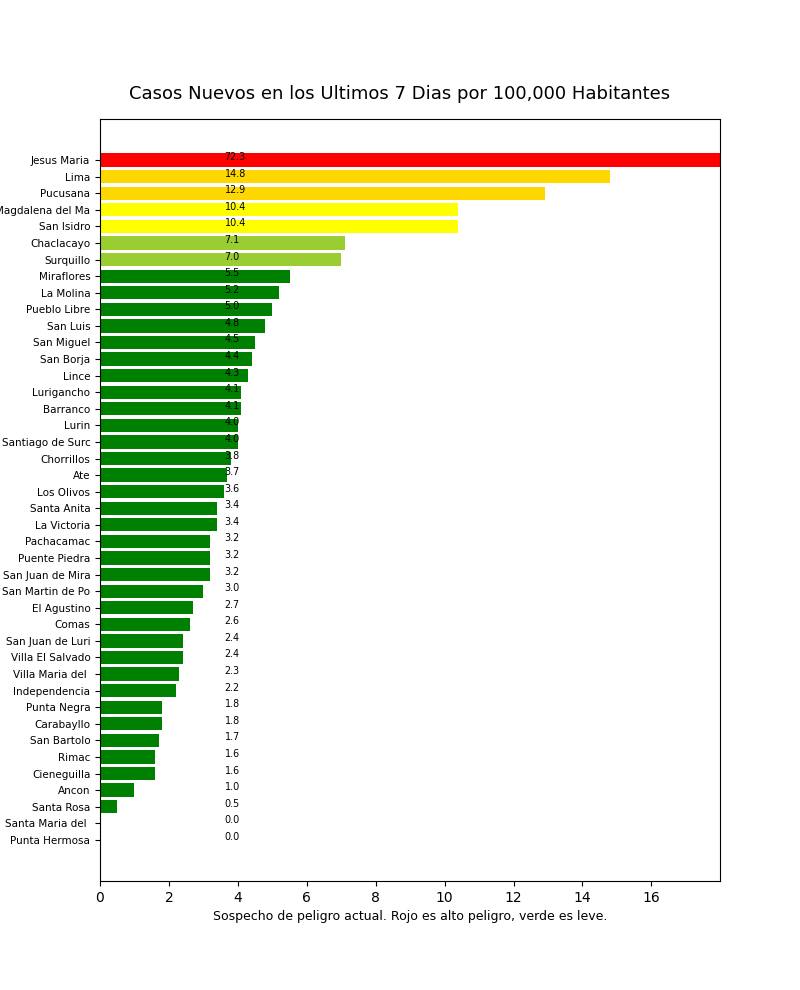 Casos Nuevos en los Ultimos 7 Dias por 100,000 Habitantes
Jesus Maria 72.3
Lima 14.8
Pucusana 12.9
Magdalena del Ma 10.4
San Isidro 10.4
Chaclacayo 7.1
Surquillo 7.0
Miraflores 5.5
La Molina 5.2
Pueblo Libre 5.0
San Luis 4.8
San Miguel 4.5
San Borja 4.4
Lince 4.3
Lurigancho 4.1
Barranco 4.1
Lurin 4.0
Santiago de Surc 4.0
Chorrillos 3.8
Ate 3.7
Los Olivos 3.6
Santa Anita 3.4
La Victoria 3.4
Pachacamac 3.2
Puente Piedra 3.2
San Juan de Mira 3.2
San Martin de Po 3.0
El Agustino 2.7
Comas 2.6
San Juan de Luri 2.4
Villa El Salvado 2.4
Villa Maria del 2.3
Independencia 2.2
Punta Negra 1.8
Carabayllo 1.8
San Bartolo 1.7
Rimac 1.6
Cieneguilla 1.6
Ancon 1.0
Santa Rosa 0.5
Santa Maria del 0.0
Punta Hermosa 0.0
0 2 4 6 8 10 12 14 16
Sospecho de peligro actual. Rojo es alto peligro, verde es leve.